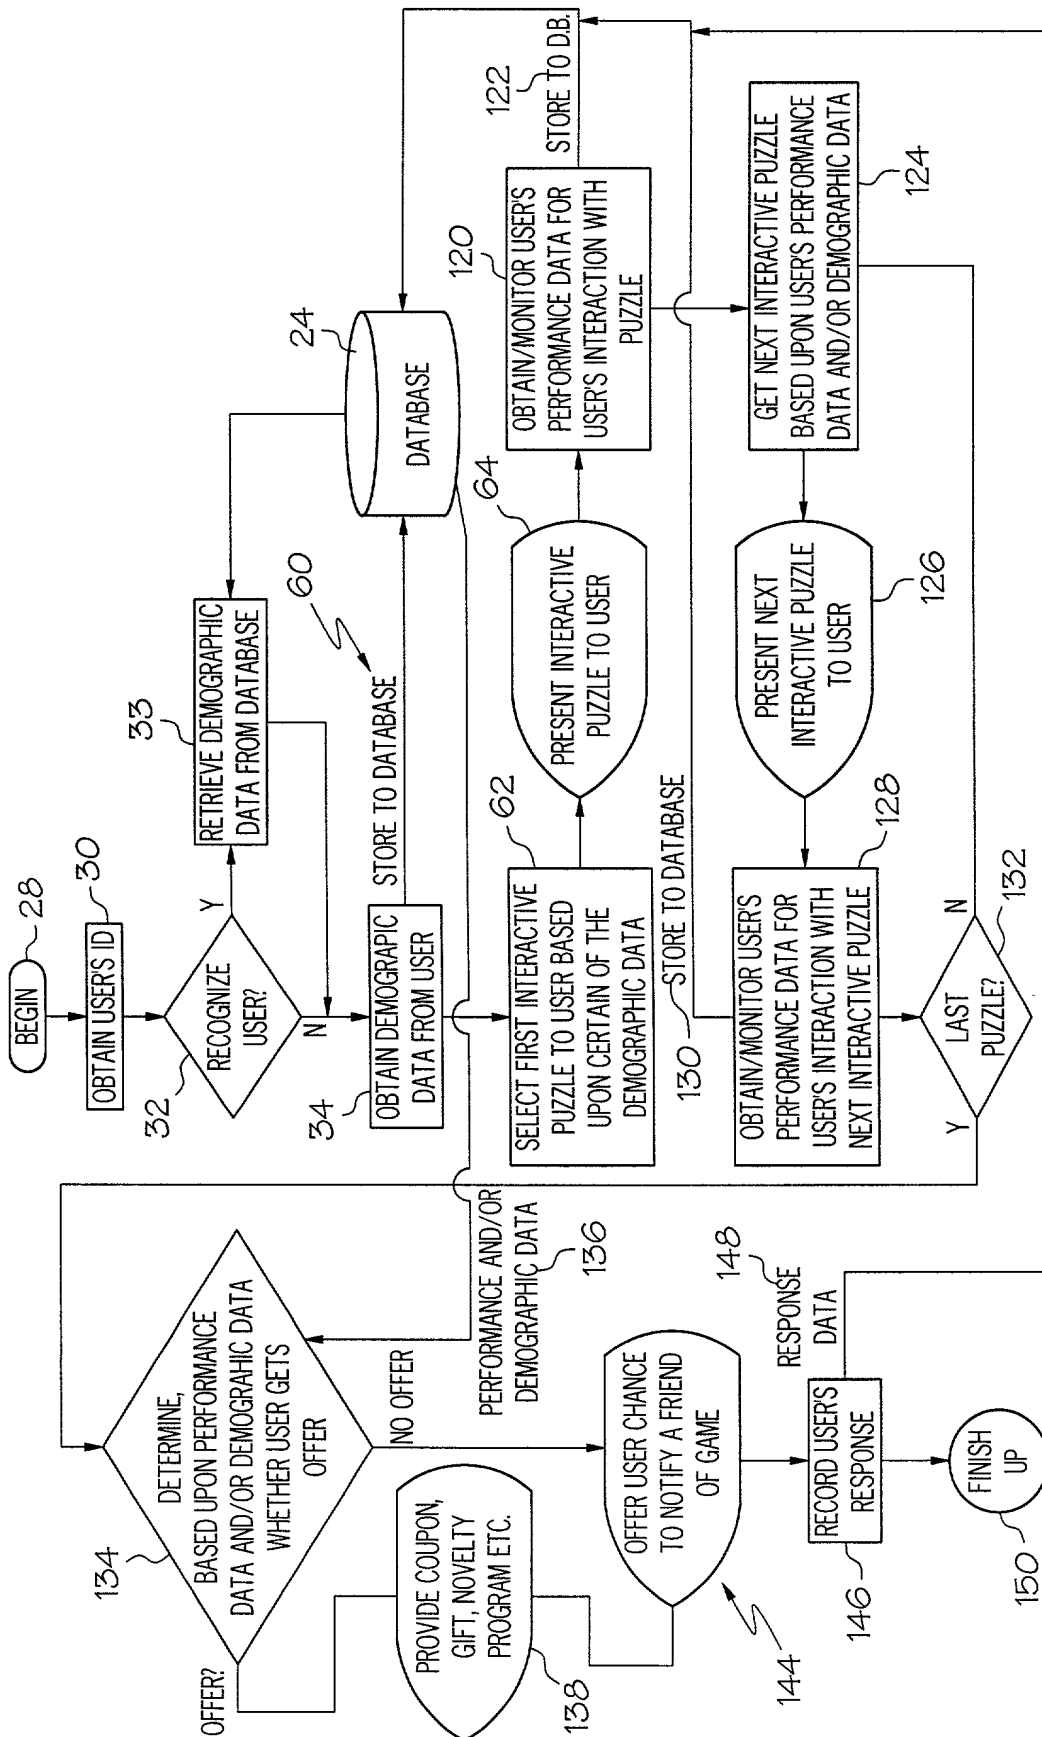 BEGIN
28
OBTAIN USER'S ID
30
RECOGNIZE
USER?
32
Y
N
RETRIEVE DEMOGRAPHIC
DATA FROM DATABASE
33
OBTAIN DEMOGRAPIC
DATA FROM USER
34
STORE TO DATABASE
60
DATABASE
24
SELECT FIRST INTERACTIVE
PUZZLE TO USER BASED
UPON CERTAIN OF THE
DEMOGRAPHIC DATA
62
PRESENT INTERACTIVE
PUZZLE TO USER
64
OBTAIN/MONITOR USER'S
PERFORMANCE DATA FOR
USER'S INTERACTION WITH
PUZZLE
120
STORE TO D.B.
122
GET NEXT INTERACTIVE PUZZLE
BASED UPON USER'S PERFORMANCE
DATA AND/OR DEMOGRAPHIC DATA
124
PRESENT NEXT
INTERACTIVE PUZZLE
TO USER
126
OBTAIN/MONITOR USER'S
PERFORMANCE DATA FOR
USER'S INTERACTION WITH
NEXT INTERACTIVE PUZZLE
128
STORE TO DATABASE
130
LAST
PUZZLE?
132
N
Y
DETERMINE,
BASED UPON PERFORMANCE
DATA AND/OR DEMOGRAHIC DATA
WHETHER USER GETS
OFFER
134
PERFORMANCE AND/OR
DEMOGRAPHIC DATA
136
OFFER?
NO OFFER
PROVIDE COUPON,
GIFT, NOVELTY
PROGRAM ETC.
138
OFFER USER CHANCE
TO NOTIFY A FRIEND
OF GAME
144
RECORD USER'S
RESPONSE
146
RESPONSE
DATA
148
FINISH
UP
150